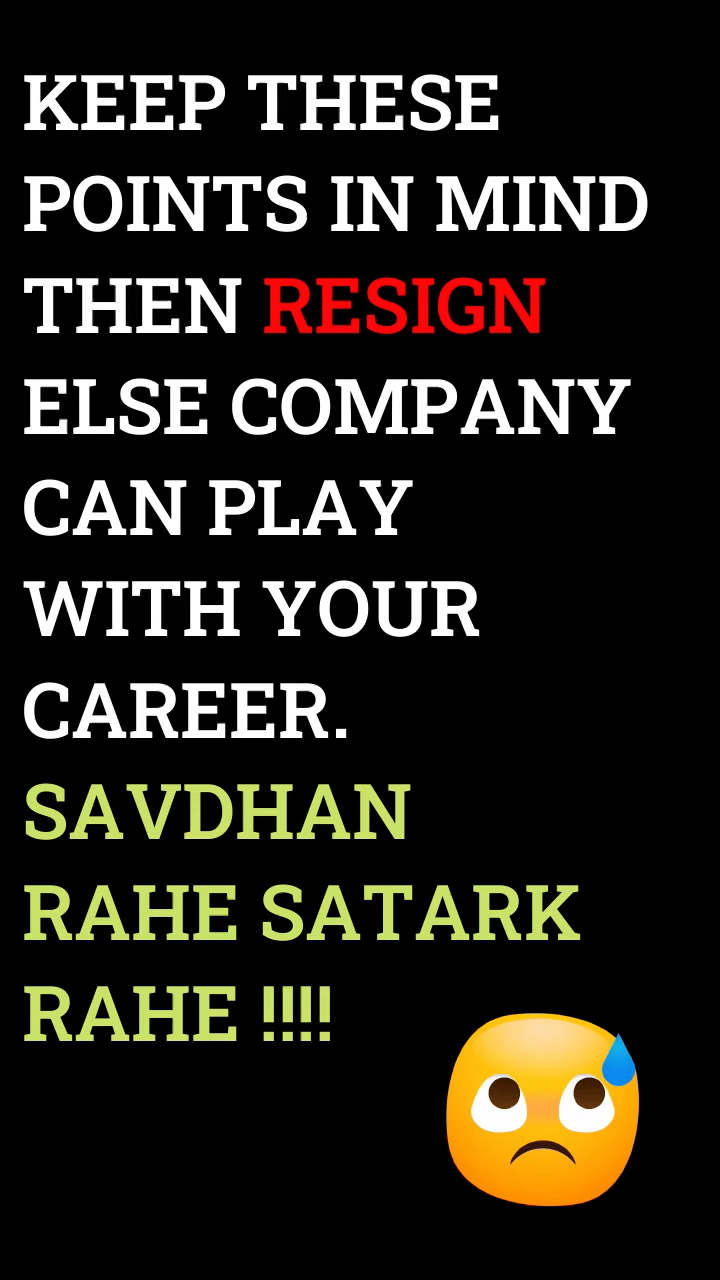 KEEP THESE
POINTS IN MIND
THEN RESIGN
ELSE COMPANY
CAN PLAY
WITH YOUR
CAREER.
SAVDHAN
RAHE SATARK
RAHE !!!!